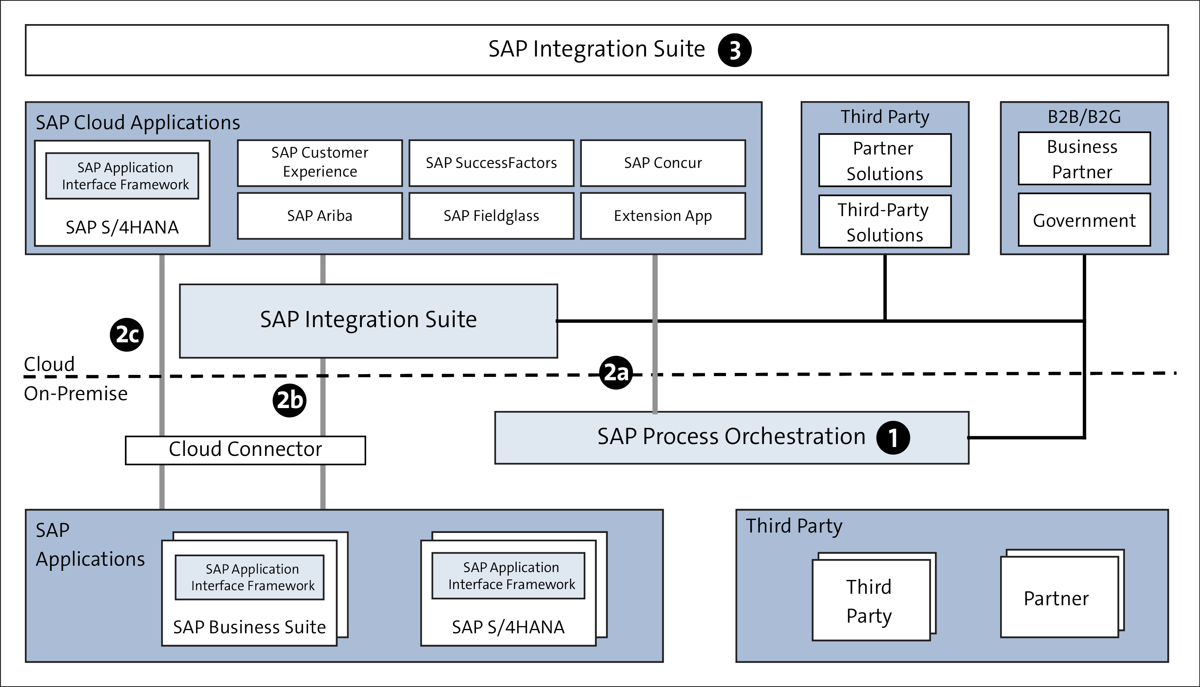 SAP Integration Suite 3
SAP Cloud Applications
SAP Application
Interface Framework
SAP S/4HANA
SAP Customer
Experience
SAP SuccessFactors
SAP Concur
SAP Ariba
SAP Fieldglass
Extension App
Third Party
Partner
Solutions
Third-Party
Solutions
B2B/B2G
Business
Partner
Government
SAP Integration Suite
2c
Cloud
On-Premise
2a
2b
SAP Process Orchestration 1
Cloud Connector
SAP
Applications
SAP Application
Interface Framework
SAP Business Suite
SAP Application
Interface Framework
SAP S/4HANA
Third Party
Third
Party
Partner